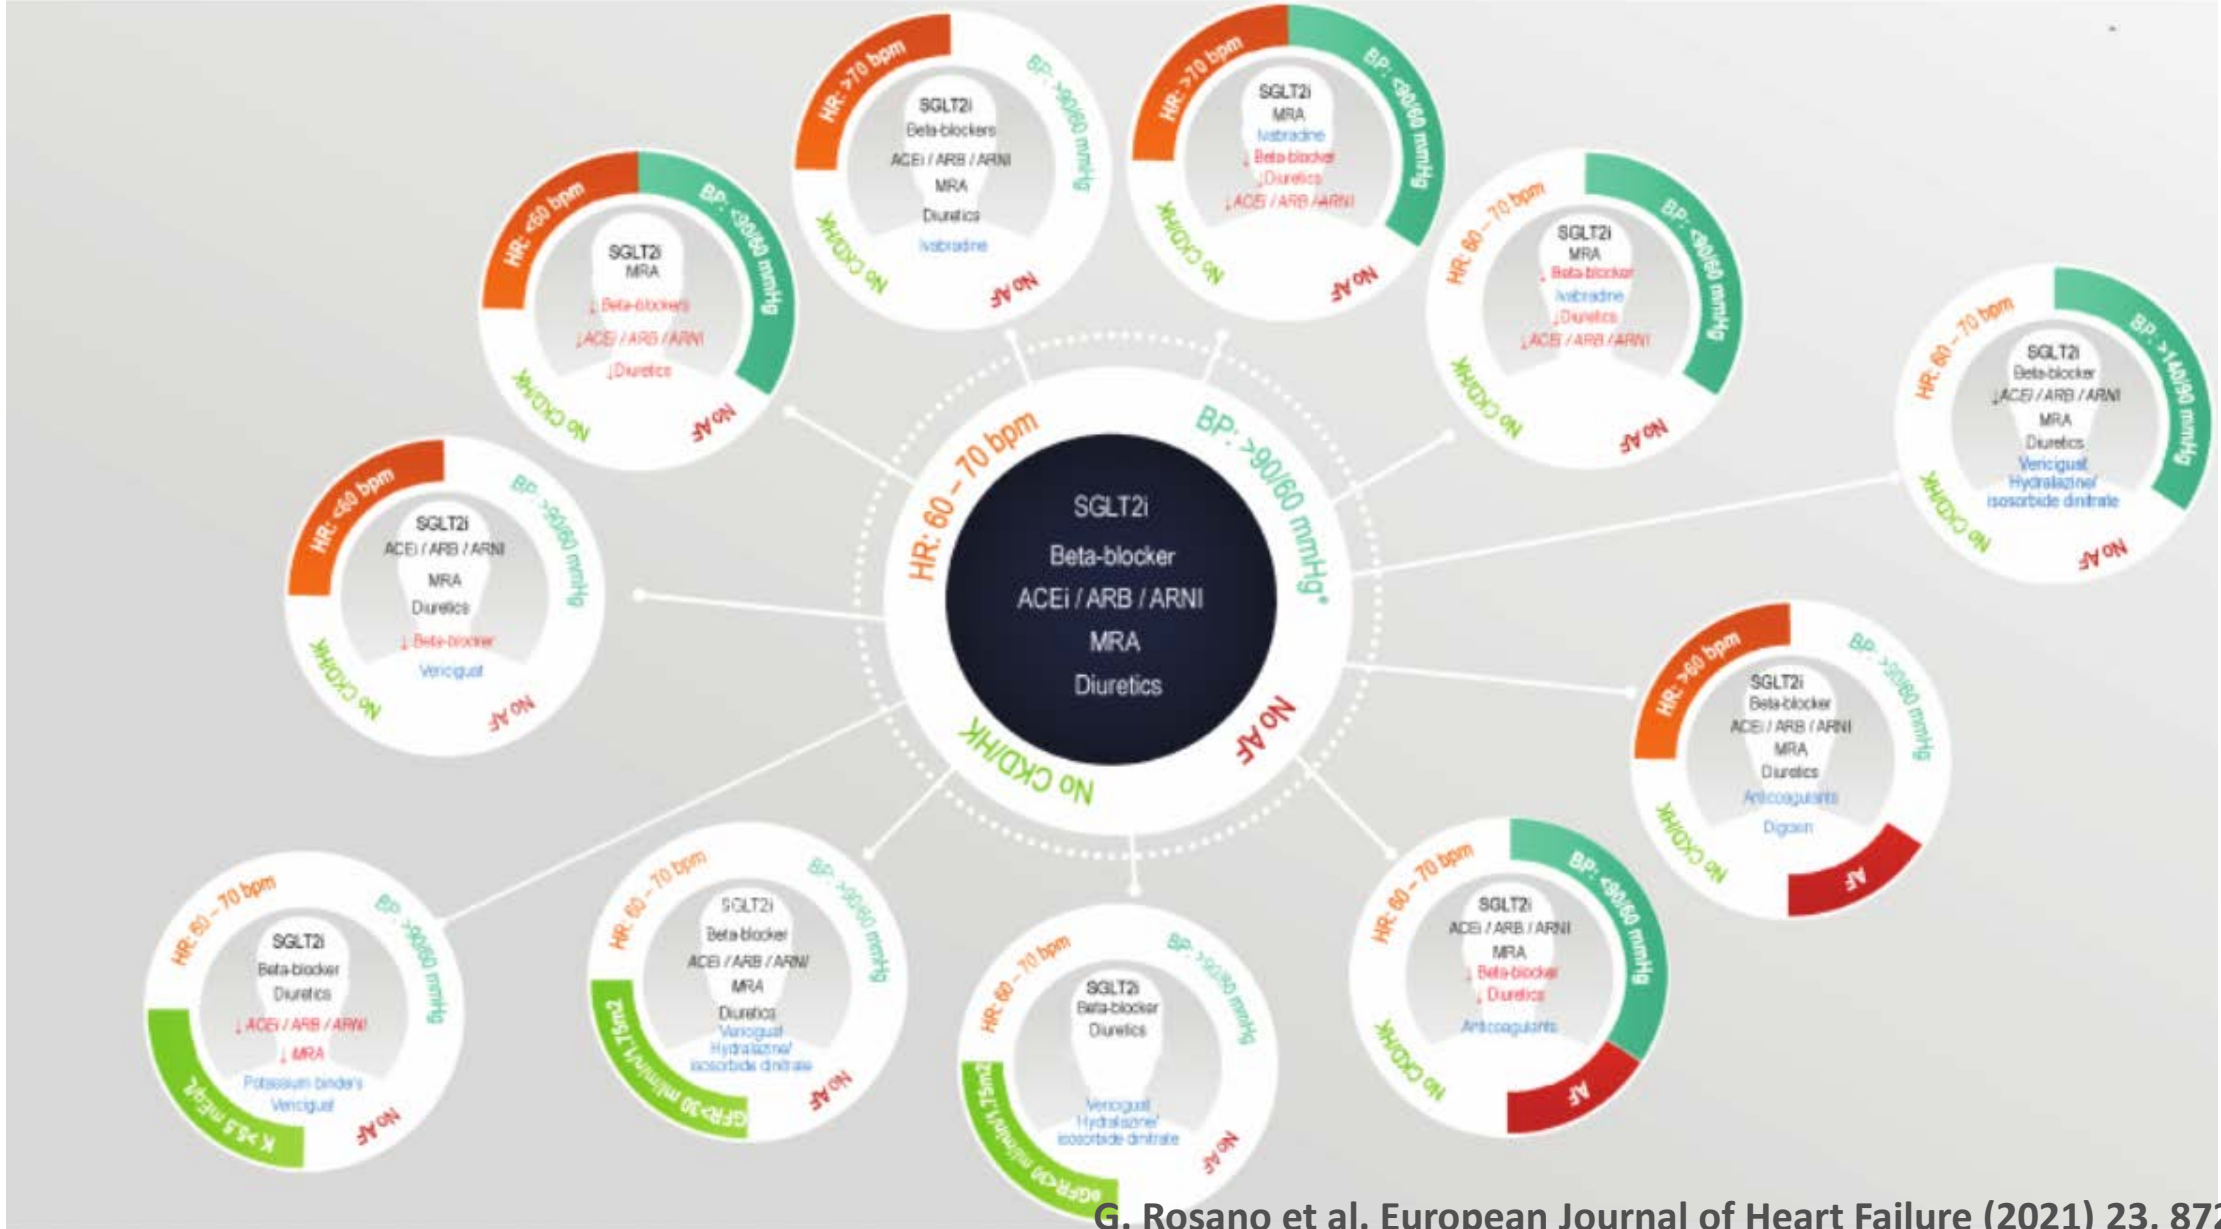 HR: 60 – 70 bpm
BP: >90/60 mmHg*
SGLT2i
Beta-blocker
ACEi / ARB / ARNI
MRA
Diuretics
No CKD/HK
No AF
HR: >70 bpm
BP: >90/60 mmHg
SGLT2i
Beta-blockers
ACEi / ARB / ARNI
MRA
Diuretics
Ivabradine
No CKD/HK
No AF
HR: >70 bpm
BP: <90/60 mmHg
SGLT2i
MRA
Ivabradine
↓ Beta-blocker
↓Diuretics
↓ACEi / ARB / ARNI
No CKD/HK
No AF
HR: 60 – 70 bpm
BP: <90/60 mmHg
SGLT2i
MRA
↓ Beta-blocker
Ivabradine
↓Diuretics
↓ACEi / ARB / ARNI
No CKD/HK
No AF
HR: 60 – 70 bpm
BP: >140/90 mmHg
SGLT2i
Beta-blocker
↓ACEi / ARB / ARNI
MRA
Diuretics
Vericiguat
Hydralazine/
isosorbide dinitrate
No CKD/HK
No AF
HR: >60 bpm
BP: >90/60 mmHg
SGLT2i
Beta-blocker
ACEi / ARB / ARNI
MRA
Diuretics
Anticoagulants
Digoxin
No CKD/HK
AF
HR: 60 – 70 bpm
BP: <90/60 mmHg
SGLT2i
ACEi / ARB / ARNI
MRA
↓ Beta-blocker
↓ Diuretics
Anticoagulants
No CKD/HK
AF
HR: 60 – 70 bpm
BP: >90/60 mmHg
SGLT2i
Beta-blocker
Diuretics
Vericiguat
Hydralazine/
isosorbide dinitrate
eGFR<30 ml/min/1.75m2
No AF
HR: 60 – 70 bpm
BP: >90/60 mmHg
SGLT2i
Beta-blocker
ACEi / ARB / ARNI
MRA
Diuretics
Vericiguat
Hydralazine/
isosorbide dinitrate
GFR>30 ml/min/1.75m2
No AF
HR: 60 – 70 bpm
BP: >90/60 mmHg
SGLT2i
Beta-blocker
Diuretics
↓ ACEi / ARB / ARNI
↓ MRA
Potassium binders
Vericiguat
K >5.5 mEq/L
No AF
HR: <60 bpm
BP: >90/60 mmHg
SGLT2i
ACEi / ARB / ARNI
MRA
Diuretics
↓ Beta-blocker
Vericiguat
No CKD/HK
No AF
HR: <60 bpm
BP: <90/60 mmHg
SGLT2i
MRA
↓ Beta-blockers
↓ACEi / ARB / ARNI
↓Diuretics
No CKD/HK
No AF
G. Rosano et al. European Journal of Heart Failure (2021) 23, 872